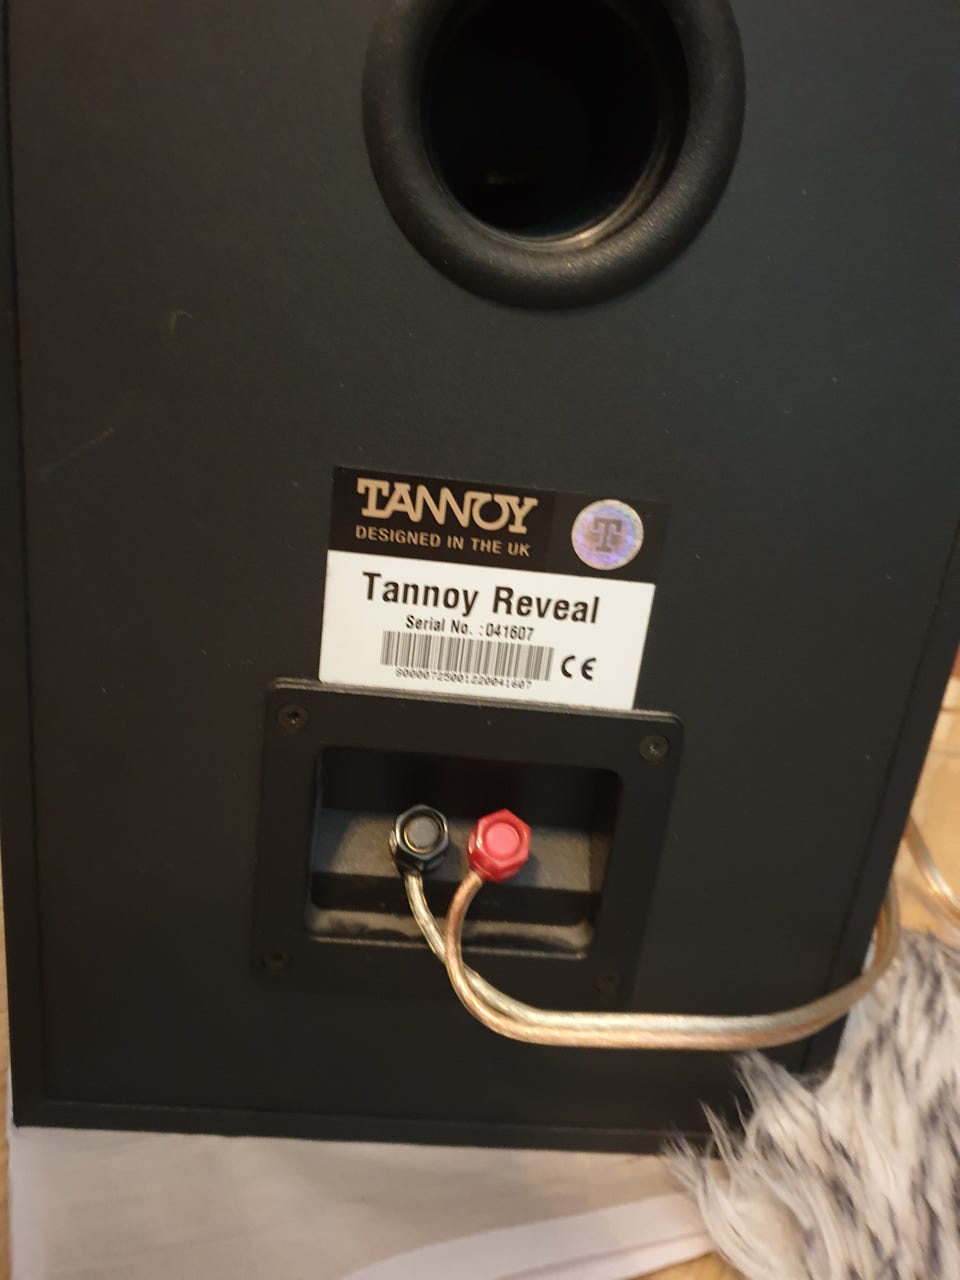 TANNOY
DESIGNED IN THE UK
T
Tannoy Reveal
Serial No. :041607
CE